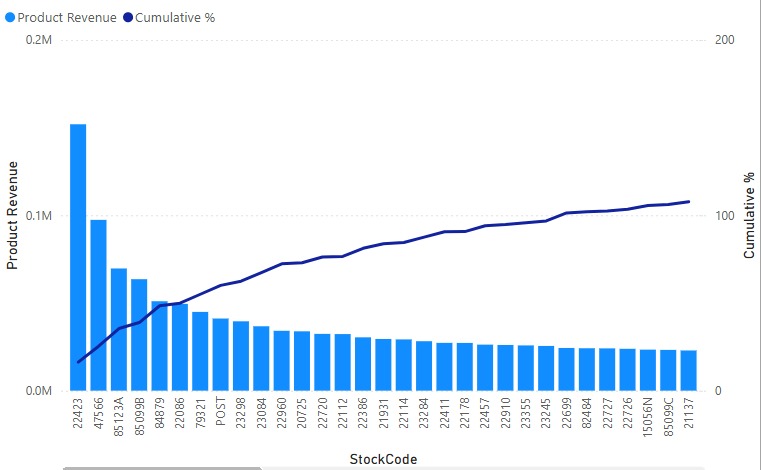 Product Revenue Cumulative %
0.2M
0.1M
0.0M
Product Revenue
200
100
0
Cumulative %
22423
47566
85123A
85099B
84879
22086
79321
POST
23298
23084
22960
20725
22720
22112
22386
21931
22114
23284
22411
22178
22457
22910
23355
23245
22699
82484
22727
22726
15056N
85099C
21137
StockCode